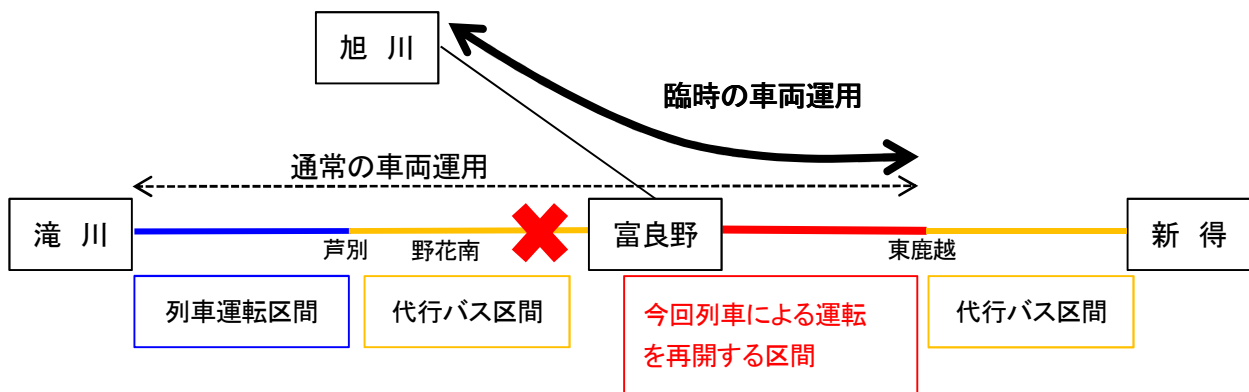 旭 川
臨時の車両運用
通常の車両運用
滝 川
富良野
新 得
芦別
野花南
東鹿越
列車運転区間
代行バス区間
今回列車による運転
を再開する区間
代行バス区間